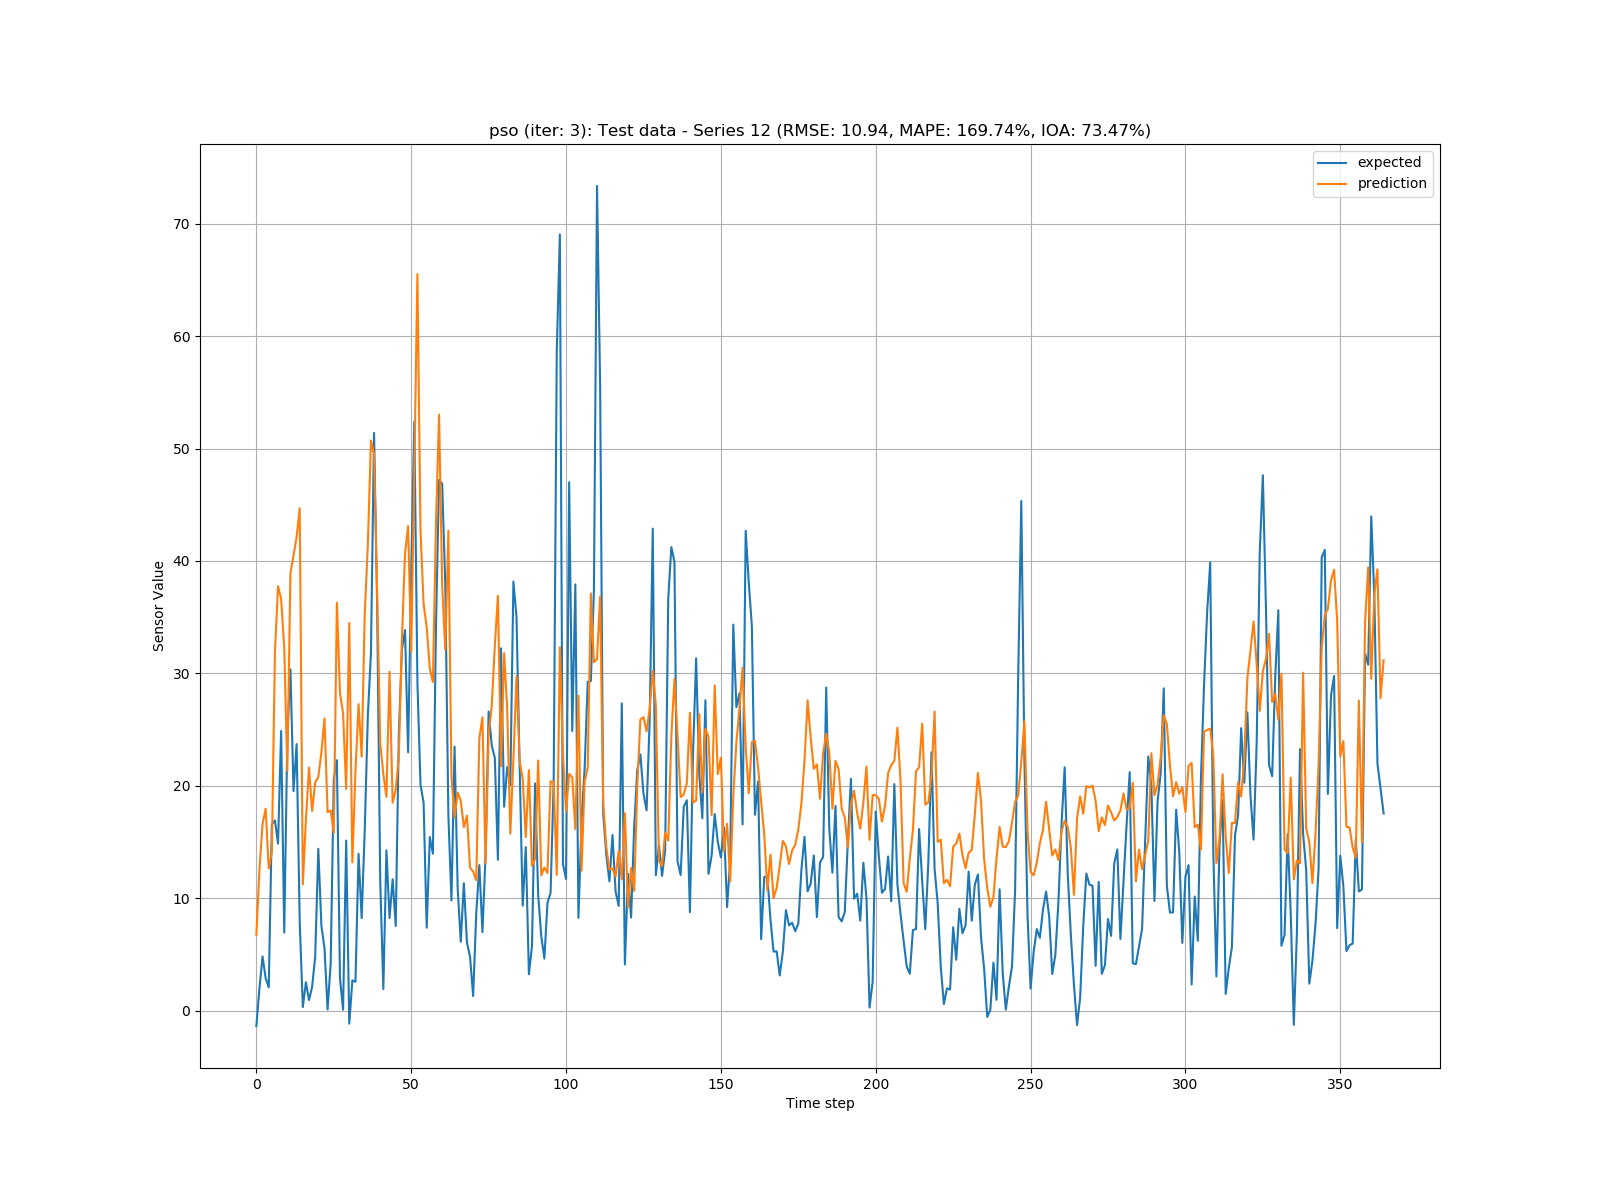 pso (iter: 3): Test data - Series 12 (RMSE: 10.94, MAPE: 169.74%, IOA: 73.47%)
expected
prediction
70
60
50
40
30
20
10
0
Sensor Value
0 50 100 150 200 250 300 350
Time step